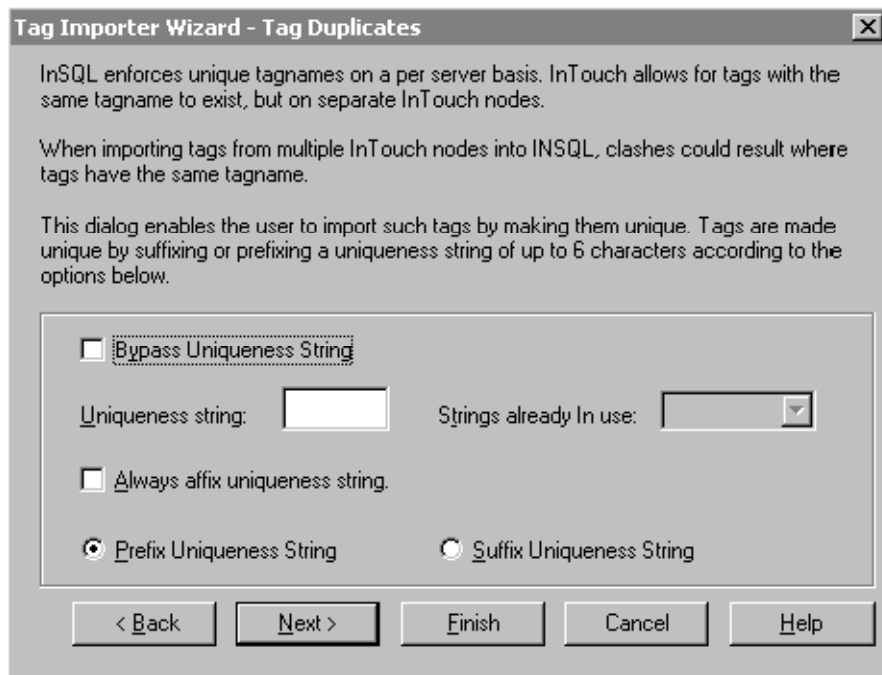 Tag Importer Wizard - Tag Duplicates
InSQL enforces unique tagnames on a per server basis. InTouch allows for tags with the
same tagname to exist, but on separate InTouch nodes.
When importing tags from multiple InTouch nodes into INSQL, clashes could result where
tags have the same tagname.
This dialog enables the user to import such tags by making them unique. Tags are made
unique by suffixing or prefixing a uniqueness string of up to 6 characters according to the
options below.
Bypass Uniqueness String
Uniqueness string: Strings already In use:
Always affix uniqueness string.
Prefix Uniqueness String Suffix Uniqueness String
< Back Next > Finish Cancel Help